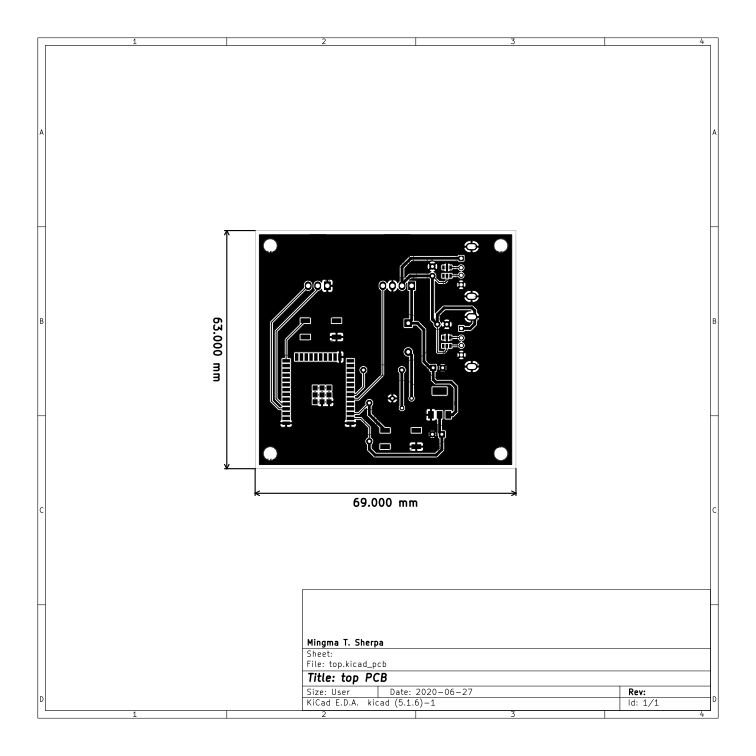 1 2 3 4
A A
B B
63.000 mm
C C
69.000 mm
Mingma T. Sherpa
Sheet:
File: top.kicad_pcb
Title: top PCB
Size: User Date: 2020-06-27 Rev:
D D
KiCad E.D.A. kicad (5.1.6)-1 Id: 1/1
1 2 3 4